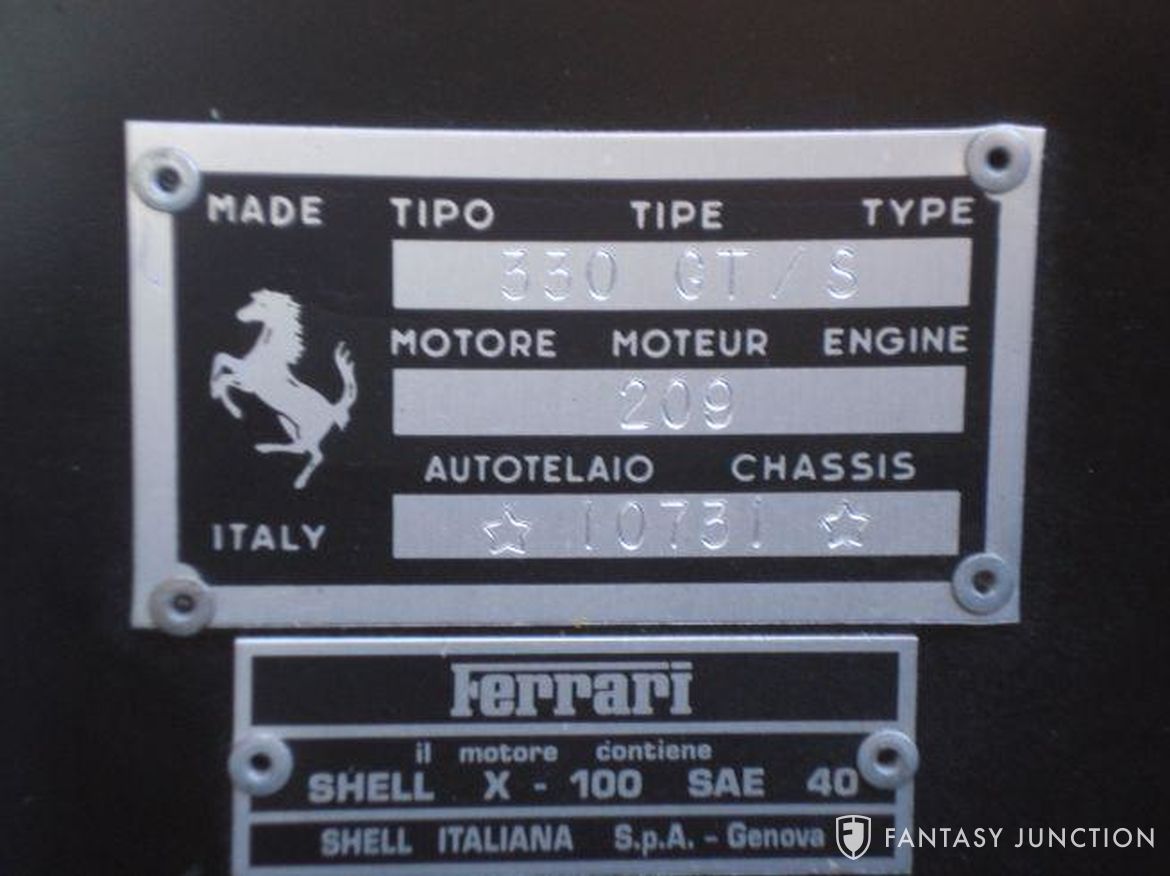 MADE TIPO TIPE TYPE
330 GT/S
MOTORE MOTEUR ENGINE
209
AUTOTELAIO CHASSIS
☆ 10731 ☆
ITALY
Ferrari
il motore contiene
SHELL X - 100 SAE 40
SHELL ITALIANA S.p.A. - Genova
FANTASY JUNCTION